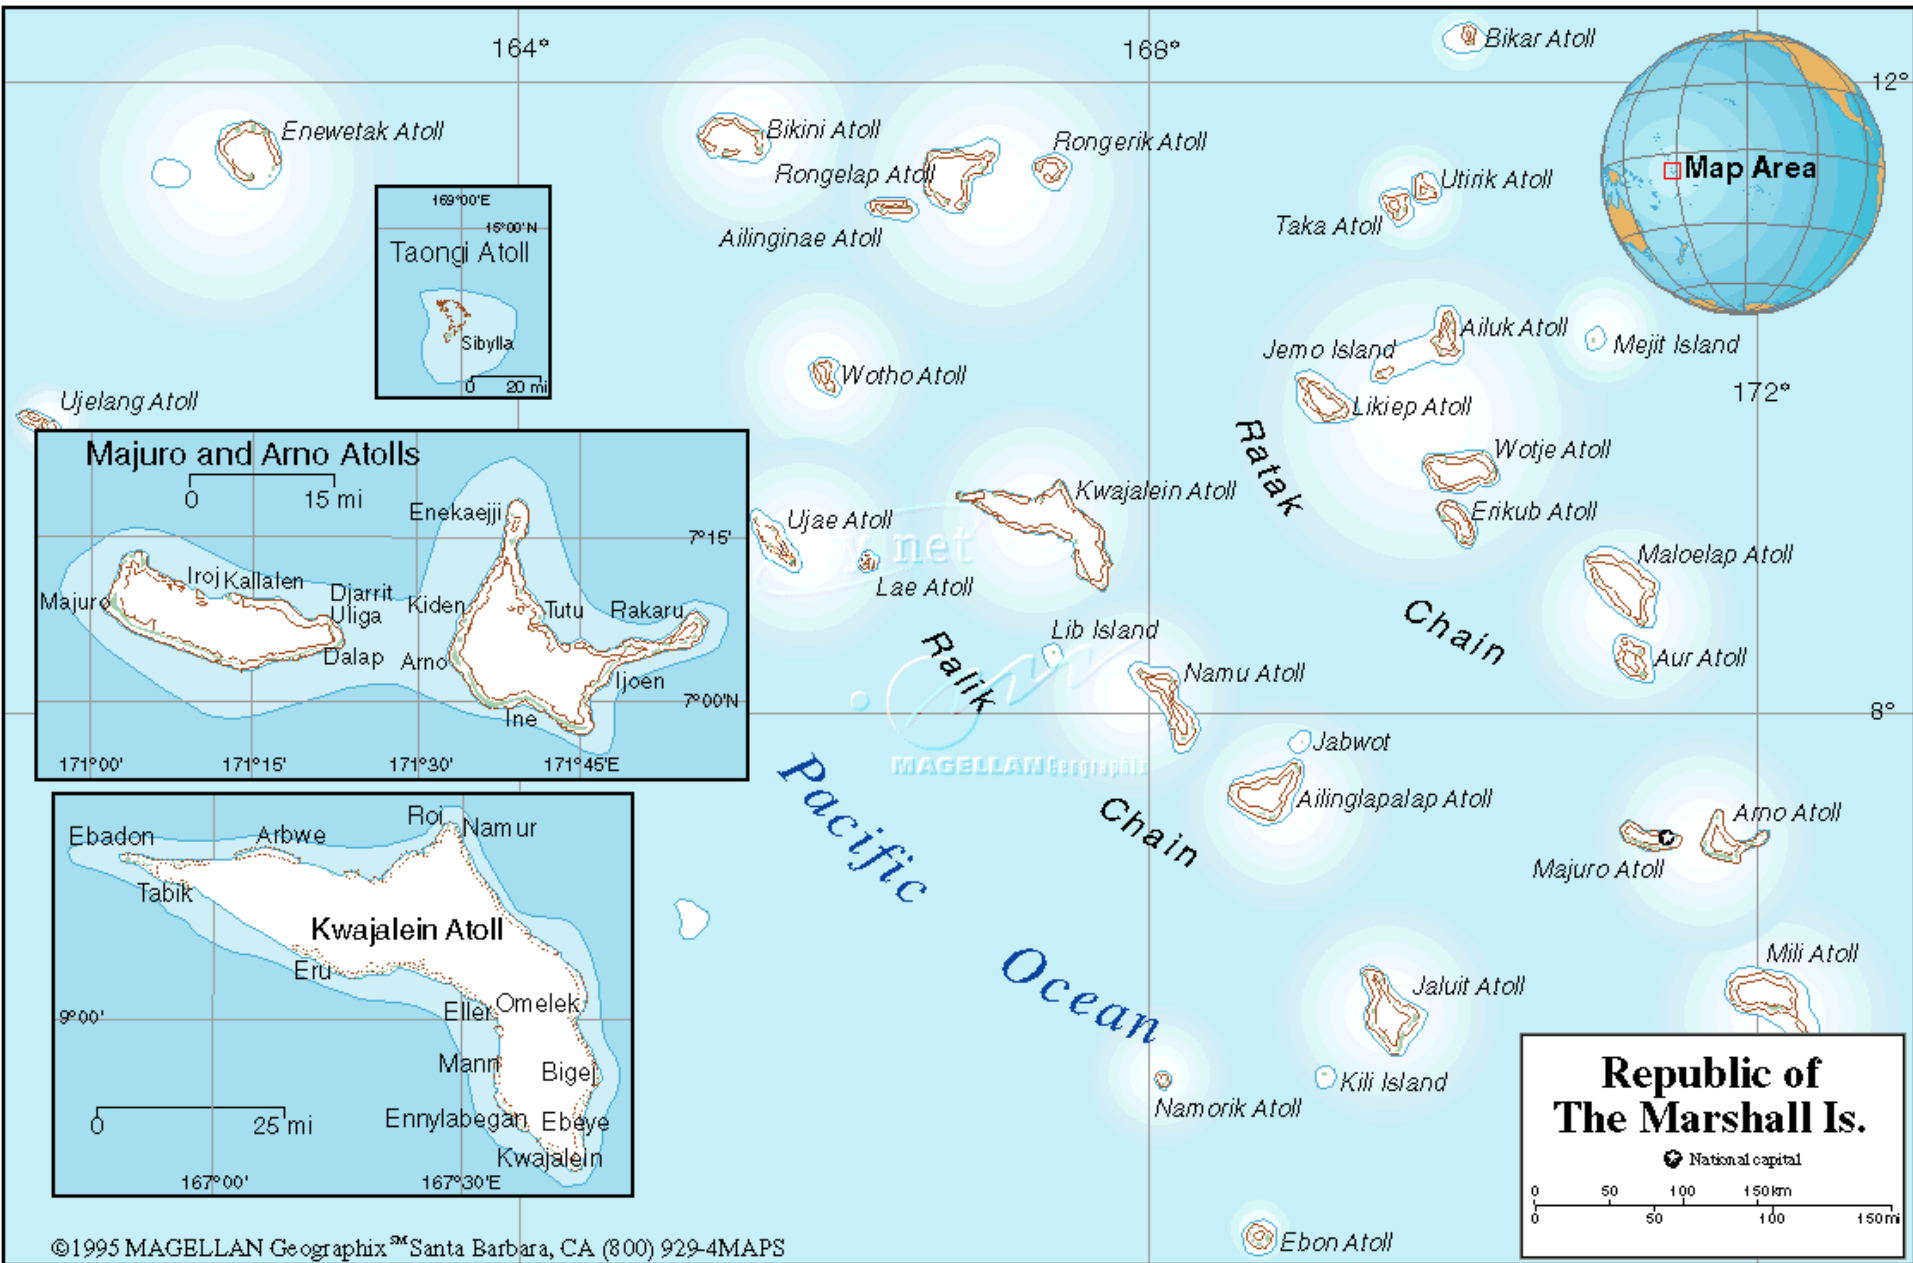 164°
168°
Bikar Atoll
12°
Enewetak Atoll
Bikini Atoll
Rongerik Atoll
Rongelap Atoll
Ailinginae Atoll
Utirik Atoll
Taka Atoll
Map Area
169°00'E
15°00'N
Taongi Atoll
Sibylla
0 20 mi
Ailuk Atoll
Jemo Island
Mejit Island
Wotho Atoll
172°
Ujelang Atoll
Likiep Atoll
Ratak
Chain
Wotje Atoll
Erikub Atoll
Kwajalein Atoll
Ujae Atoll
Lae Atoll
Maloelap Atoll
Aur Atoll
Lib Island
Ralik
Chain
Namu Atoll
8°
Jabwot
Ailinglapalap Atoll
Arno Atoll
Majuro Atoll
Mili Atoll
Jaluit Atoll
Kili Island
Namorik Atoll
Ebon Atoll
Pacific
Ocean
y net
MAGELLAN Geographix
Majuro and Arno Atolls
0 15 mi
Enekaejji
7°15'
Iroj
Kallalen
Djarrit
Uliga
Majuro
Kiden
Tutu
Rakaru
Dalap
Arno
Ijoen
7°00'N
Ine
171°00'
171°15'
171°30'
171°45'E
Roi
Namur
Ebadon
Arbwe
Tabik
Kwajalein Atoll
Eru
Eller
Omelek
9°00'
Mann
Bigej
0 25 mi
Ennylabegan
Ebeye
Kwajalein
167°00'
167°30'E
Republic of
The Marshall Is.
National capital
0 50 100 150km
0 50 100 150mi
©1995 MAGELLAN Geographix℠ Santa Barbara, CA (800) 929-4MAPS